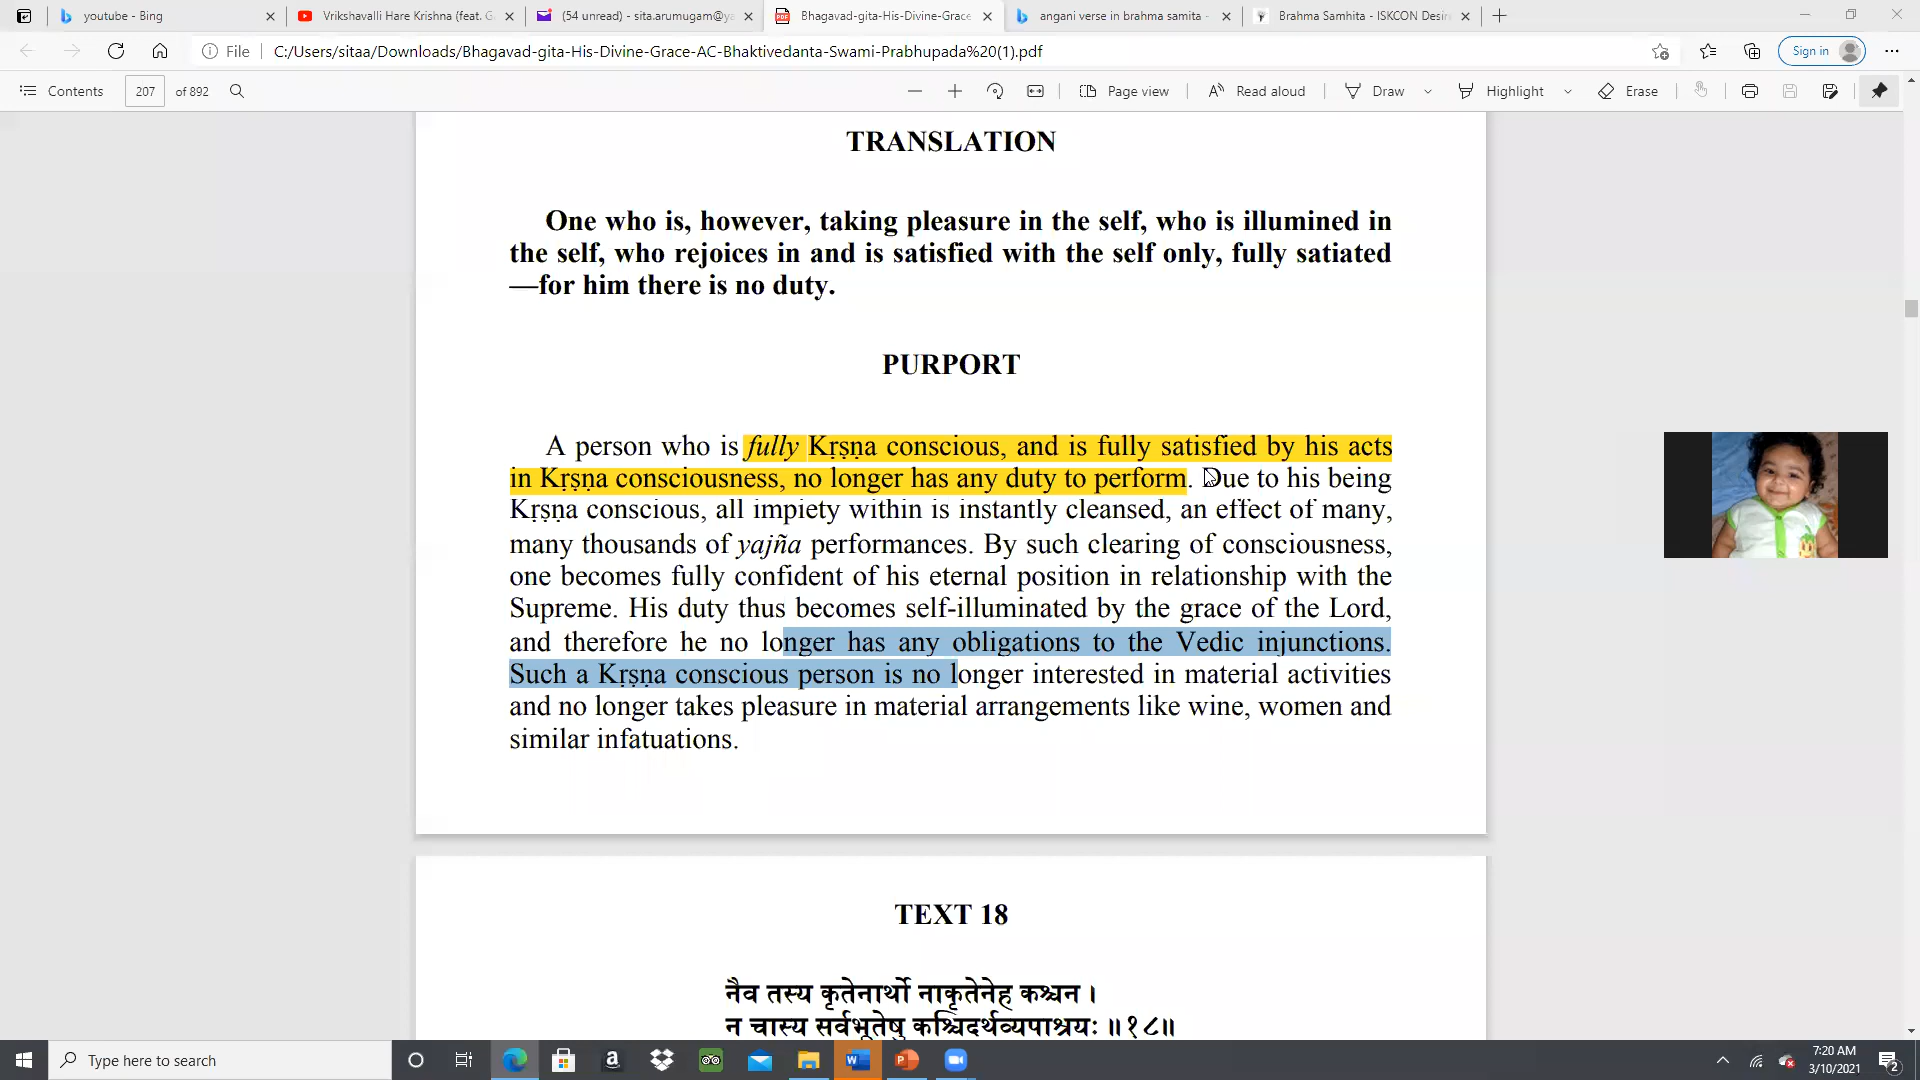 youtube - Bing
Vrikshavalli Hare Krishna (feat. G
(54 unread) - sita.arumugam@ya
Bhagavad-gita-His-Divine-Grace
angani verse in brahma samita -
Brahma Samhita - ISKCON Desir
File C:/Users/sitaa/Downloads/Bhagavad-gita-His-Divine-Grace-AC-Bhaktivedanta-Swami-Prabhupada%20(1).pdf
Sign in
Contents 207 of 892 Page view Read aloud Draw Highlight Erase
TRANSLATION
One who is, however, taking pleasure in the self, who is illumined in
the self, who rejoices in and is satisfied with the self only, fully satiated
—for him there is no duty.
PURPORT
A person who is fully Kṛṣṇa conscious, and is fully satisfied by his acts
in Kṛṣṇa consciousness, no longer has any duty to perform. Due to his being
Kṛṣṇa conscious, all impiety within is instantly cleansed, an effect of many,
many thousands of yajña performances. By such clearing of consciousness,
one becomes fully confident of his eternal position in relationship with the
Supreme. His duty thus becomes self-illuminated by the grace of the Lord,
and therefore he no longer has any obligations to the Vedic injunctions.
Such a Kṛṣṇa conscious person is no longer interested in material activities
and no longer takes pleasure in material arrangements like wine, women and
similar infatuations.
TEXT 18
नैव तस्य कृतेनार्थो नाकृतेनेह कश्चन ।
न चास्य सर्वभूतेषु कश्चिदर्थव्यपाश्रयः ॥१८॥
Type here to search
7:20 AM
3/10/2021
2